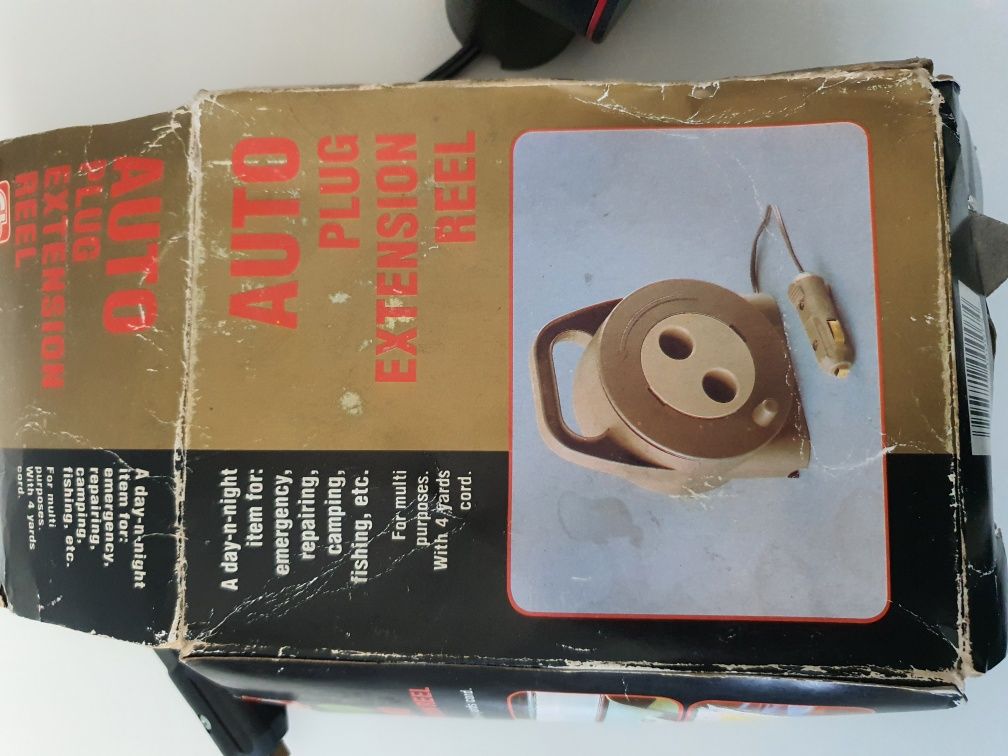 AUTO
PLUG
EXTENSION
REEL
A day-n-night
item for:
emergency,
repairing,
camping,
fishing, etc.
For multi
purposes.
With 4 yards
cord.
AUTO
PLUG
EXTENSION
REEL
A day-n-night
item for:
emergency,
repairing,
camping,
fishing, etc.
For multi
purposes.
With 4 yards
cord.
REEL
cord.